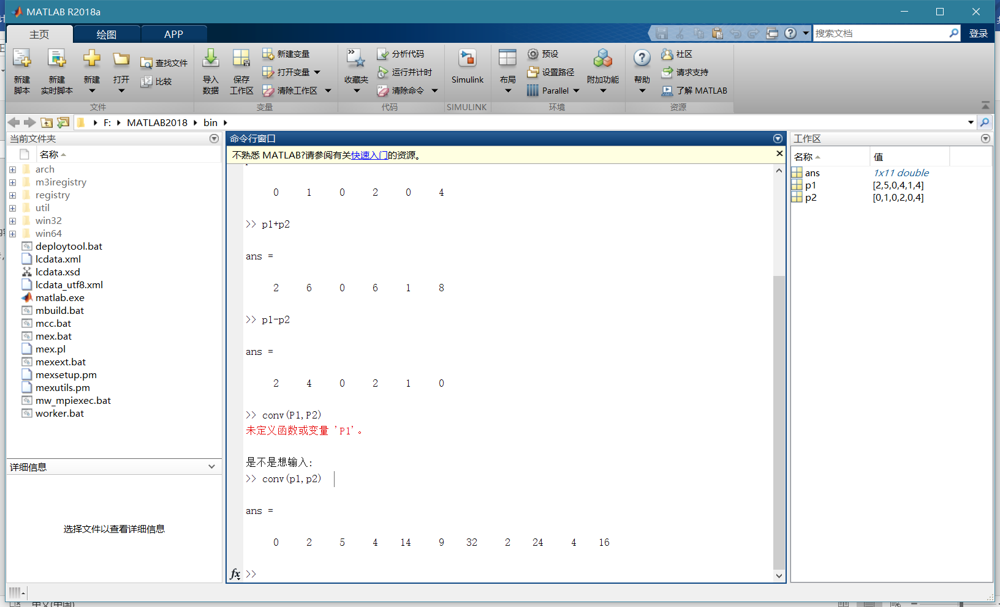 MATLAB R2018a
主页 绘图 APP
搜索文档 登录
新建脚本
新建实时脚本
新建
打开
查找文件
比较
导入数据
保存工作区
新建变量
打开变量
清除工作区
收藏夹
分析代码
运行并计时
清除命令
Simulink
布局
预设
设置路径
Parallel
附加功能
帮助
社区
请求支持
了解 MATLAB
文件 变量 代码 SIMULINK 环境 资源
F: MATLAB2018 bin
当前文件夹
名称
arch
m3iregistry
registry
util
win32
win64
deploytool.bat
lcdata.xml
lcdata.xsd
lcdata_utf8.xml
matlab.exe
mbuild.bat
mcc.bat
mex.bat
mex.pl
mexext.bat
mexsetup.pm
mexutils.pm
mw_mpiexec.bat
worker.bat
详细信息
选择文件以查看详细信息
命令行窗口
不熟悉 MATLAB?请参阅有关快速入门的资源。
0 1 0 2 0 4
>> p1+p2
ans =
2 6 0 6 1 8
>> p1-p2
ans =
2 4 0 2 1 0
>> conv(P1,P2)
未定义函数或变量 'P1'。
是不是想输入:
>> conv(p1,p2)
ans =
0 2 5 4 14 9 32 2 24 4 16
fx >>
工作区
名称 值
ans 1x11 double
p1 [2,5,0,4,1,4]
p2 [0,1,0,2,0,4]